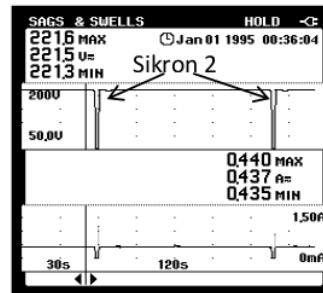 SAGS & SWELLS HOLD
221,6 MAX Jan 01 1995 00:36:04
221,5 V≂
221,3 MIN
Sikron 2
200V
50,0V
0,440 MAX
0,437 A≂
0,435 MIN
1,50A
0mA
30s 120s